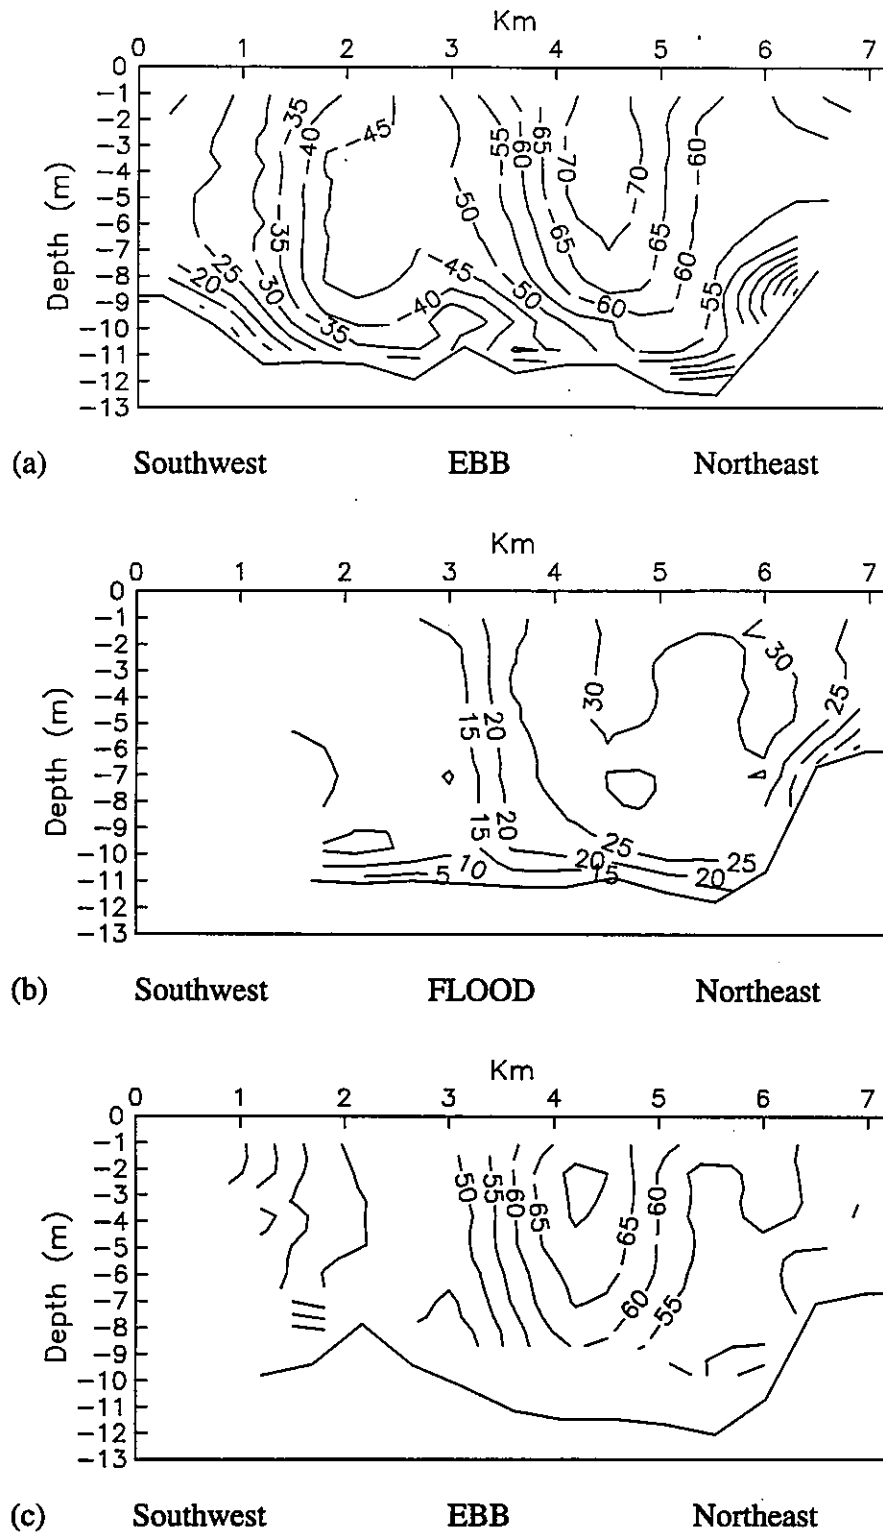 Km
0 1 2 3 4 5 6 7
Depth (m)
0
-1
-2
-3
-4
-5
-6
-7
-8
-9
-10
-11
-12
-13
-35 -40 -45 -55 -60 -65 -70 -70 -60
-50 -65 -65 -60
-35 -45 -50 -60 -55
-20 -25 -30 -35 -40
(a) Southwest EBB Northeast
Km
0 1 2 3 4 5 6 7
Depth (m)
0
-1
-2
-3
-4
-5
-6
-7
-8
-9
-10
-11
-12
-13
30 30 25
15 20
15 20 25 25
5 10 20 15 20
(b) Southwest FLOOD Northeast
Km
0 1 2 3 4 5 6 7
Depth (m)
0
-1
-2
-3
-4
-5
-6
-7
-8
-9
-10
-11
-12
-13
-50 -55 -60 -65 -65 -60
-60 -55
(c) Southwest EBB Northeast